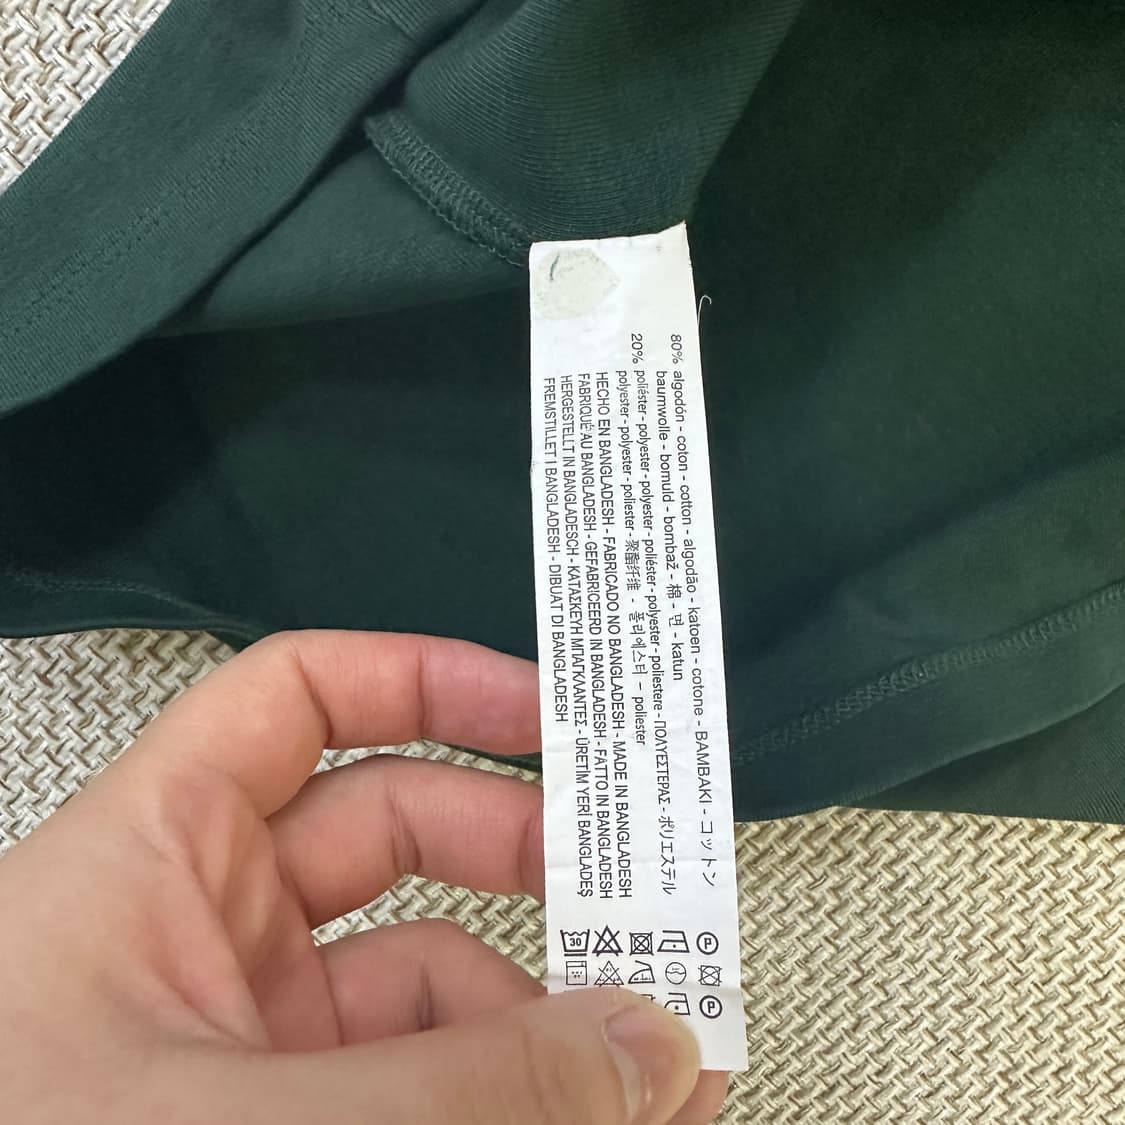 80% algodón - coton - cotton - algodão - katoen - cotone - BAMBAKI - コットン
baumwolle - bomuld - bombaž - 棉 - 면 - katun
20% poliéster - polyester - polyester - poliéster - polyester - poliestere - ΠΟΛΥΕΣΤΕΡΑΣ - ポリエステル
polyester - polyester - poliester - 聚酯纤维 - 폴리에스터 - poliester
HECHO EN BANGLADESH - FABRICADO NO BANGLADESH - MADE IN BANGLADESH
FABRIQUÉ AU BANGLADESH - GEFABRICEERD IN BANGLADESH - FATTO IN BANGLADESH
HERGESTELLT IN BANGLADESCH - ΚΑΤΑΣΚΕΥΗ ΜΠΑΓΚΛΑΝΤΕΣ - ÜRETİM YERİ BANGLADEŞ
FREMSTILLET I BANGLADESH - DIBUAT DI BANGLADESH
30
P
P